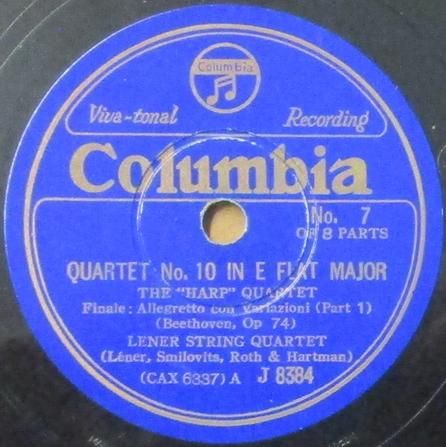 Columbia
Viva-tonal Recording
Columbia
No. 7
OF 8 PARTS
QUARTET No. 10 IN E FLAT MAJOR
THE "HARP" QUARTET
Finale: Allegretto con Variazioni (Part 1)
(Beethoven, Op 74)
LENER STRING QUARTET
(Léner, Smilovits, Roth & Hartman)
(CAX 6337) A J 8384